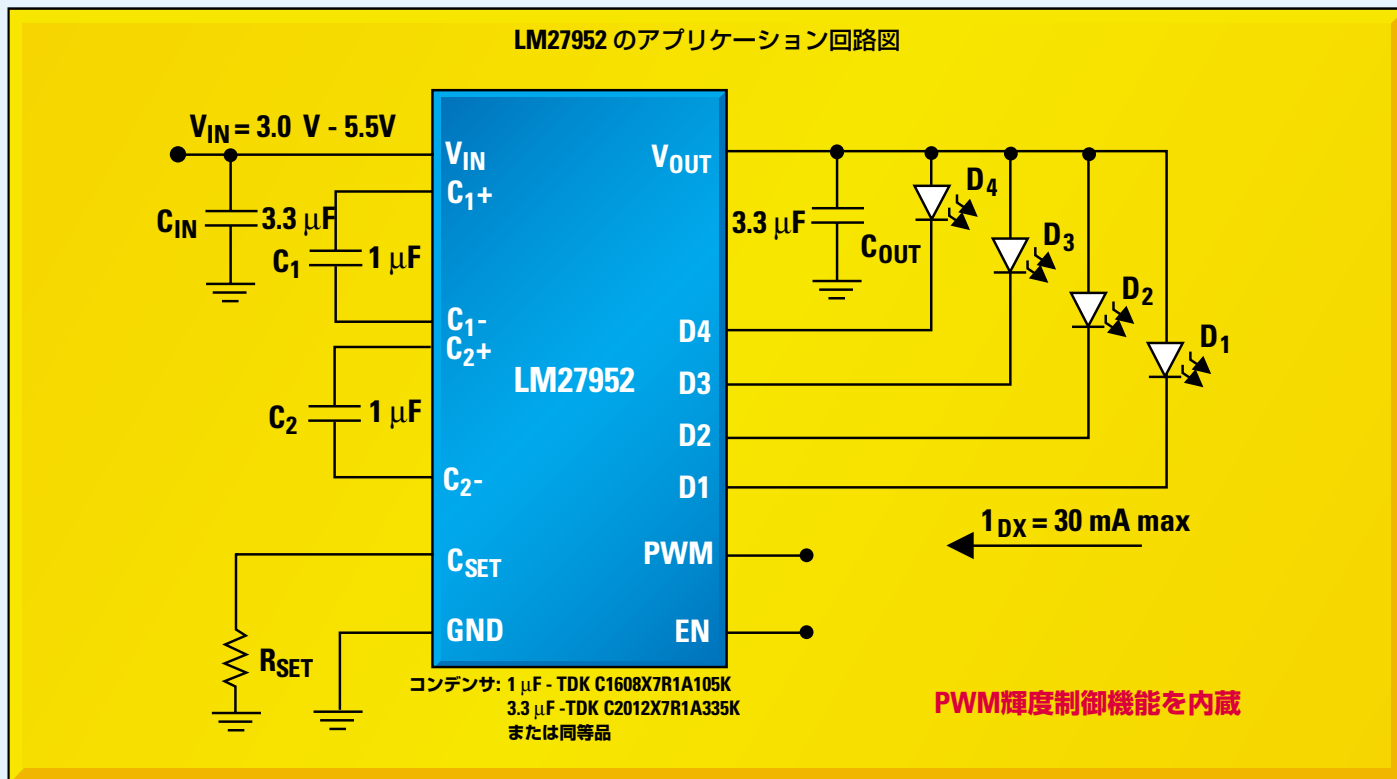 LM27952 のアプリケーション回路図
VIN = 3.0 V - 5.5V
VIN
VOUT
C1+
CIN
3.3 μF
C1
1 μF
C1-
C2+
C2
1 μF
C2-
LM27952
3.3 μF
COUT
D4
D3
D2
D1
D4
D3
D2
D1
1DX = 30 mA max
CSET
PWM
GND
EN
RSET
コンデンサ: 1 μF - TDK C1608X7R1A105K
3.3 μF -TDK C2012X7R1A335K
または同等品
PWM輝度制御機能を内蔵